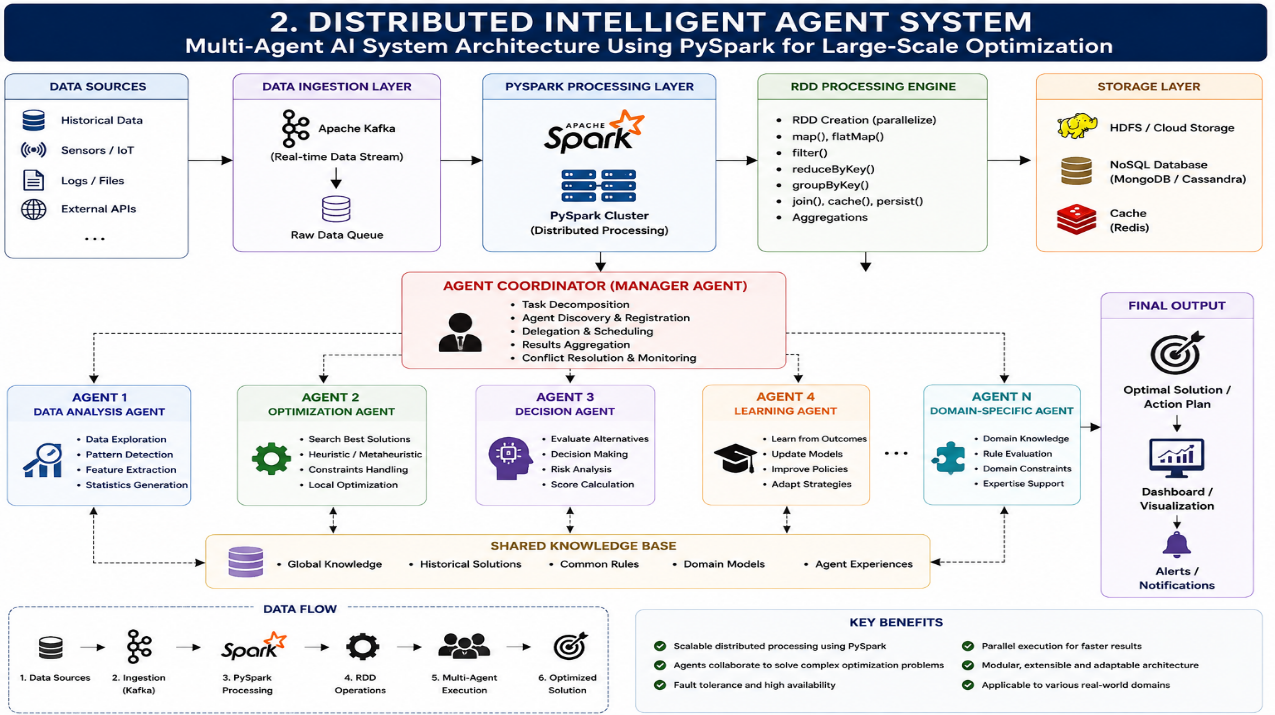 2. DISTRIBUTED INTELLIGENT AGENT SYSTEM
Multi-Agent AI System Architecture Using PySpark for Large-Scale Optimization
DATA SOURCES
Historical Data
Sensors / IoT
Logs / Files
External APIs
...
DATA INGESTION LAYER
Apache Kafka
(Real-time Data Stream)
Raw Data Queue
PYSPARK PROCESSING LAYER
APACHE
Spark
PySpark Cluster
(Distributed Processing)
RDD PROCESSING ENGINE
• RDD Creation (parallelize)
• map(), flatMap()
• filter()
• reduceByKey()
• groupByKey()
• join(), cache(), persist()
• Aggregations
STORAGE LAYER
HDFS / Cloud Storage
NoSQL Database
(MongoDB / Cassandra)
Cache
(Redis)
AGENT COORDINATOR (MANAGER AGENT)
• Task Decomposition
• Agent Discovery & Registration
• Delegation & Scheduling
• Results Aggregation
• Conflict Resolution & Monitoring
AGENT 1
DATA ANALYSIS AGENT
• Data Exploration
• Pattern Detection
• Feature Extraction
• Statistics Generation
AGENT 2
OPTIMIZATION AGENT
• Search Best Solutions
• Heuristic / Metaheuristic
• Constraints Handling
• Local Optimization
AGENT 3
DECISION AGENT
• Evaluate Alternatives
• Decision Making
• Risk Analysis
• Score Calculation
AGENT 4
LEARNING AGENT
• Learn from Outcomes
• Update Models
• Improve Policies
• Adapt Strategies
...
AGENT N
DOMAIN-SPECIFIC AGENT
• Domain Knowledge
• Rule Evaluation
• Domain Constraints
• Expertise Support
FINAL OUTPUT
Optimal Solution /
Action Plan
Dashboard /
Visualization
Alerts /
Notifications
SHARED KNOWLEDGE BASE
• Global Knowledge • Historical Solutions • Common Rules • Domain Models • Agent Experiences
DATA FLOW
Spark
1. Data Sources
2. Ingestion
(Kafka)
3. PySpark
Processing
4. RDD
Operations
5. Multi-Agent
Execution
6. Optimized
Solution
KEY BENEFITS
Scalable distributed processing using PySpark
Agents collaborate to solve complex optimization problems
Fault tolerance and high availability
Parallel execution for faster results
Modular, extensible and adaptable architecture
Applicable to various real-world domains